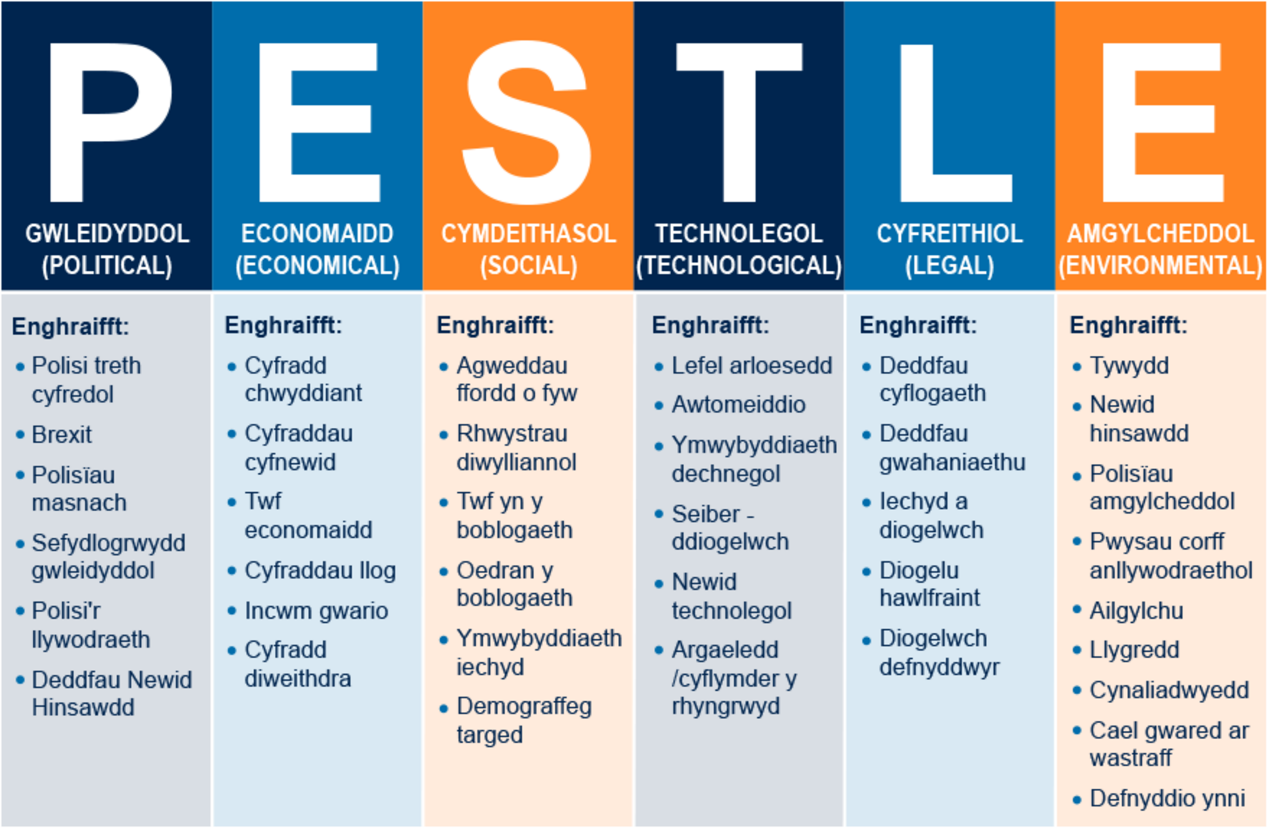 P
GWLEIDYDDOL
(POLITICAL)
Enghraifft:
• Polisi treth
cyfredol
• Brexit
• Polisïau
masnach
• Sefydlogrwydd
gwleidyddol
• Polisi'r
llywodraeth
• Deddfau Newid
Hinsawdd
E
ECONOMAIDD
(ECONOMICAL)
Enghraifft:
• Cyfradd
chwyddiant
• Cyfraddau
cyfnewid
• Twf
economaidd
• Cyfraddau llog
• Incwm gwario
• Cyfradd
diweithdra
S
CYMDEITHASOL
(SOCIAL)
Enghraifft:
• Agweddau
ffordd o fyw
• Rhwystrau
diwylliannol
• Twf yn y
boblogaeth
• Oedran y
boblogaeth
• Ymwybyddiaeth
iechyd
• Demograffeg
targed
T
TECHNOLEGOL
(TECHNOLOGICAL)
Enghraifft:
• Lefel arloesedd
• Awtomeiddio
• Ymwybyddiaeth
dechnegol
• Seiber -
ddiogelwch
• Newid
technolegol
• Argaeledd
/cyflymder y
rhyngrwyd
L
CYFREITHIOL
(LEGAL)
Enghraifft:
• Deddfau
cyflogaeth
• Deddfau
gwahaniaethu
• Iechyd a
diogelwch
• Diogelu
hawlfraint
• Diogelwch
defnyddwyr
E
AMGYLCHEDDOL
(ENVIRONMENTAL)
Enghraifft:
• Tywydd
• Newid
hinsawdd
• Polisïau
amgylcheddol
• Pwysau corff
anllywodraethol
• Ailgylchu
• Llygredd
• Cynaliadwyedd
• Cael gwared ar
wastraff
• Defnyddio ynni